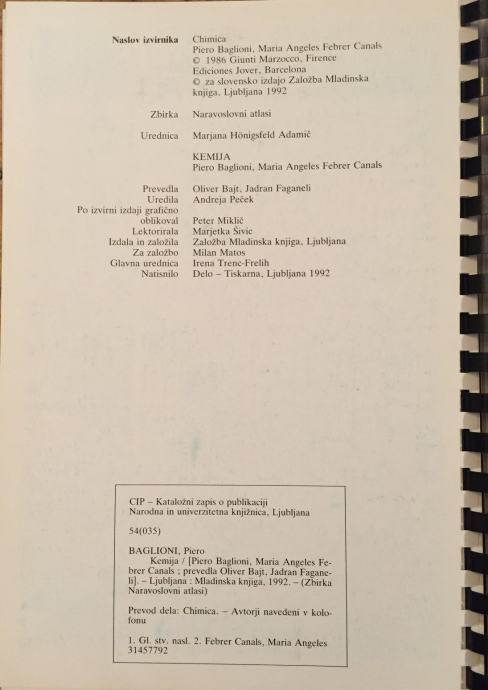 Naslov izvirnika Chimica
Piero Baglioni, Maria Angeles Febrer Canals
© 1986 Giunti Marzocco, Firence
Ediciones Jover, Barcelona
© za slovensko izdajo Založba Mladinska
knjiga, Ljubljana 1992
Zbirka Naravoslovni atlasi
Urednica Marjana Hönigsfeld Adamič
KEMIJA
Piero Baglioni, Maria Angeles Febrer Canals
Prevedla Oliver Bajt, Jadran Faganeli
Uredila Andreja Peček
Po izvirni izdaji grafično
oblikoval Peter Miklič
Lektorirala Marjetka Šivic
Izdala in založila Založba Mladinska knjiga, Ljubljana
Za založbo Milan Matos
Glavna urednica Irena Trenc-Frelih
Natisnilo Delo – Tiskarna, Ljubljana 1992
CIP – Kataložni zapis o publikaciji
Narodna in univerzitetna knjižnica, Ljubljana
54(035)
BAGLIONI, Piero
Kemija / [Piero Baglioni, Maria Angeles Fe-
brer Canals ; prevedla Oliver Bajt, Jadran Fagane-
li]. – Ljubljana : Mladinska knjiga, 1992. – (Zbirka
Naravoslovni atlasi)
Prevod dela: Chimica. – Avtorji navedeni v kolo-
fonu
1. Gl. stv. nasl. 2. Febrer Canals, Maria Angeles
31457792